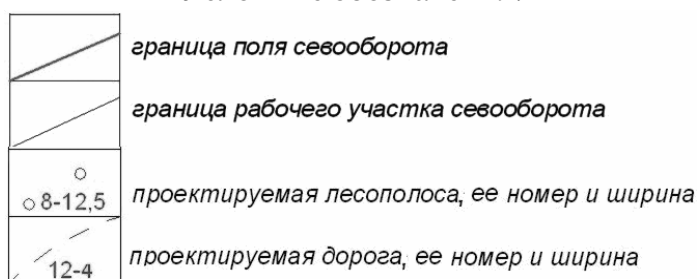 граница поля севооборота
граница рабочего участка севооборота
8-12,5 проектируемая лесополоса, ее номер и ширина
12-4 проектируемая дорога, ее номер и ширина